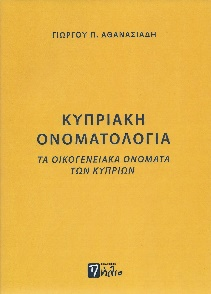 ΓΙΩΡΓΟΥ Π. ΑΘΑΝΑΣΙΑΔΗ
ΚΥΠΡΙΑΚΗ
ΟΝΟΜΑΤΟΛΟΓΙΑ
ΤΑ ΟΙΚΟΓΕΝΕΙΑΚΑ ΟΝΟΜΑΤΑ
ΤΩΝ ΚΥΠΡΙΩΝ